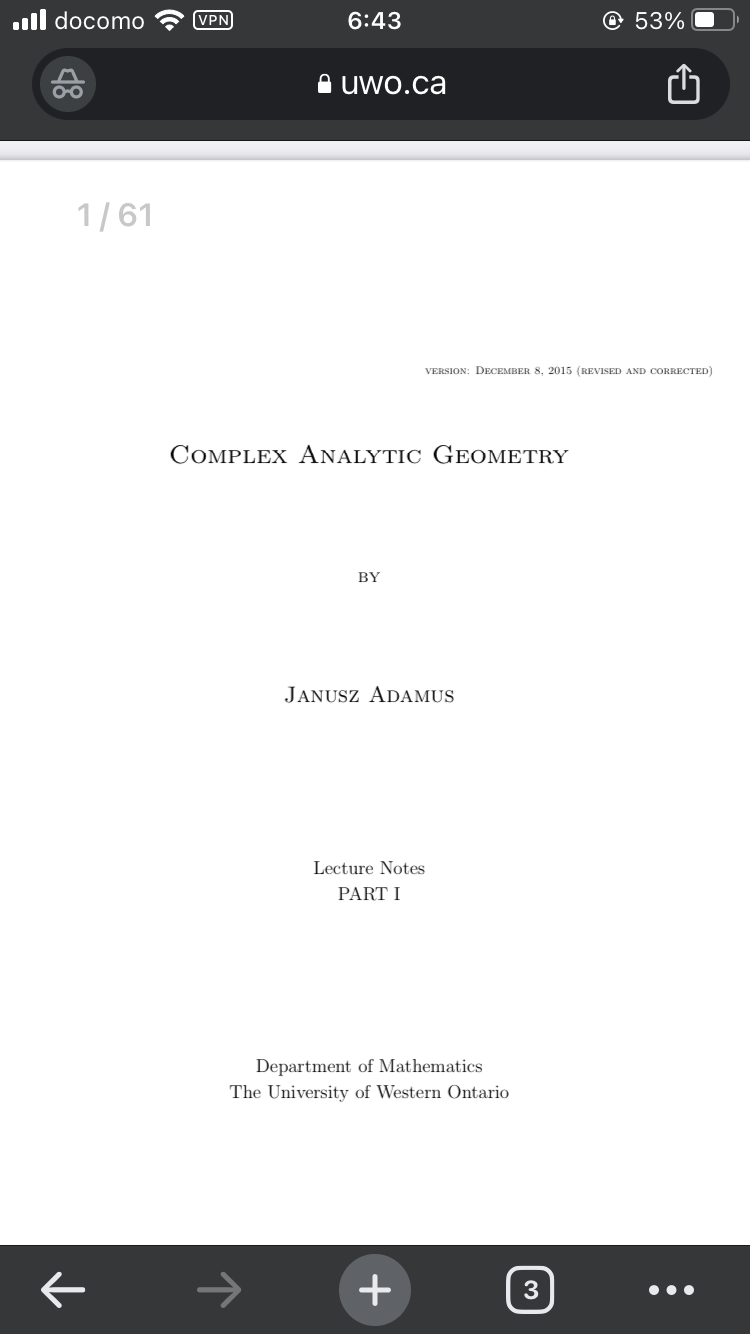 docomo VPN 6:43 53%
uwo.ca
1 / 61
VERSION: DECEMBER 8, 2015 (REVISED AND CORRECTED)
COMPLEX ANALYTIC GEOMETRY
BY
JANUSZ ADAMUS
Lecture Notes
PART I
Department of Mathematics
The University of Western Ontario
3